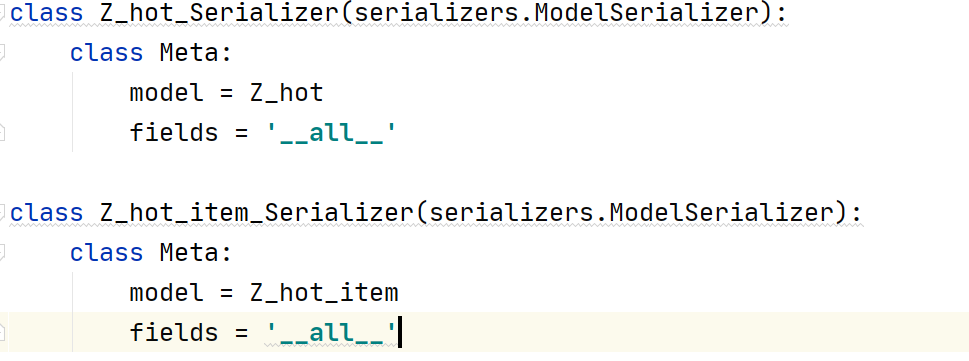 class Z_hot_Serializer(serializers.ModelSerializer):
    class Meta:
        model = Z_hot
        fields = '__all__'
class Z_hot_item_Serializer(serializers.ModelSerializer):
    class Meta:
        model = Z_hot_item
        fields = '__all__'